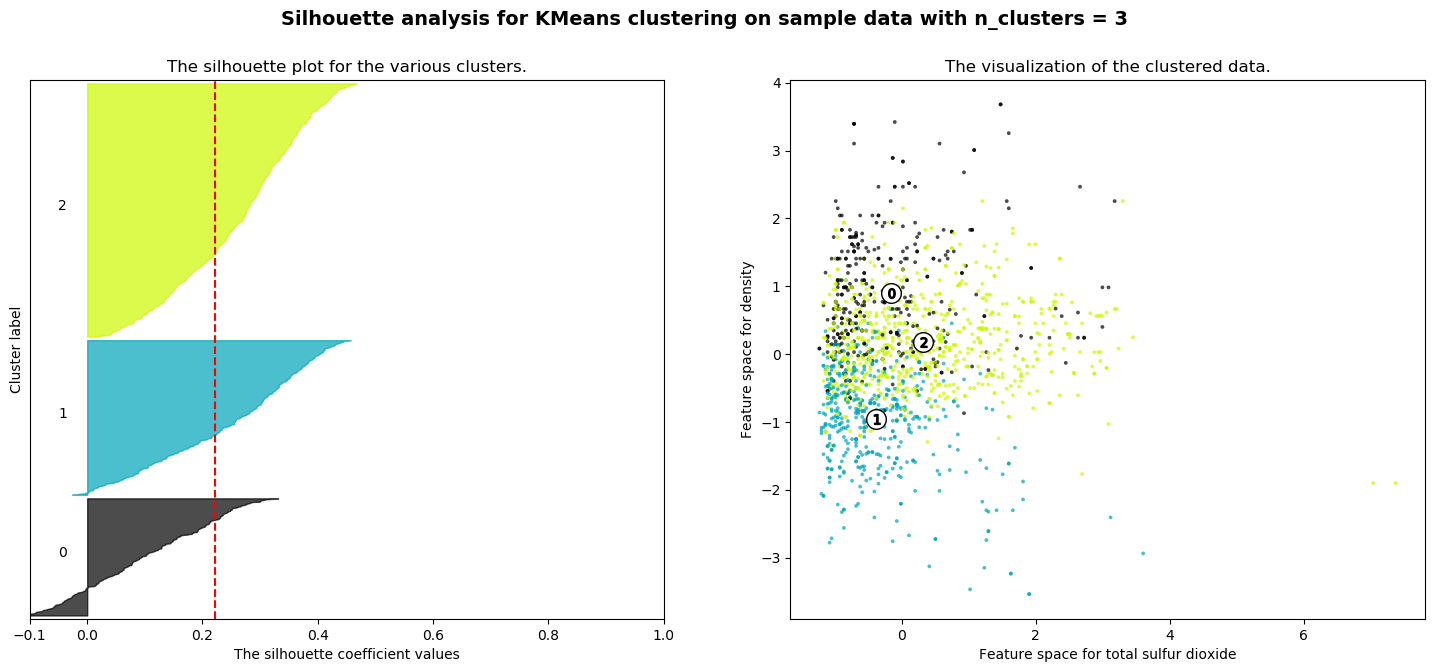 Silhouette analysis for KMeans clustering on sample data with n_clusters = 3
The silhouette plot for the various clusters.
2
1
0
Cluster label
−0.1 0.0 0.2 0.4 0.6 0.8 1.0
The silhouette coefficient values
The visualization of the clustered data.
4
3
2
1
0
−1
−2
−3
Feature space for density
0
2
1
0 2 4 6
Feature space for total sulfur dioxide